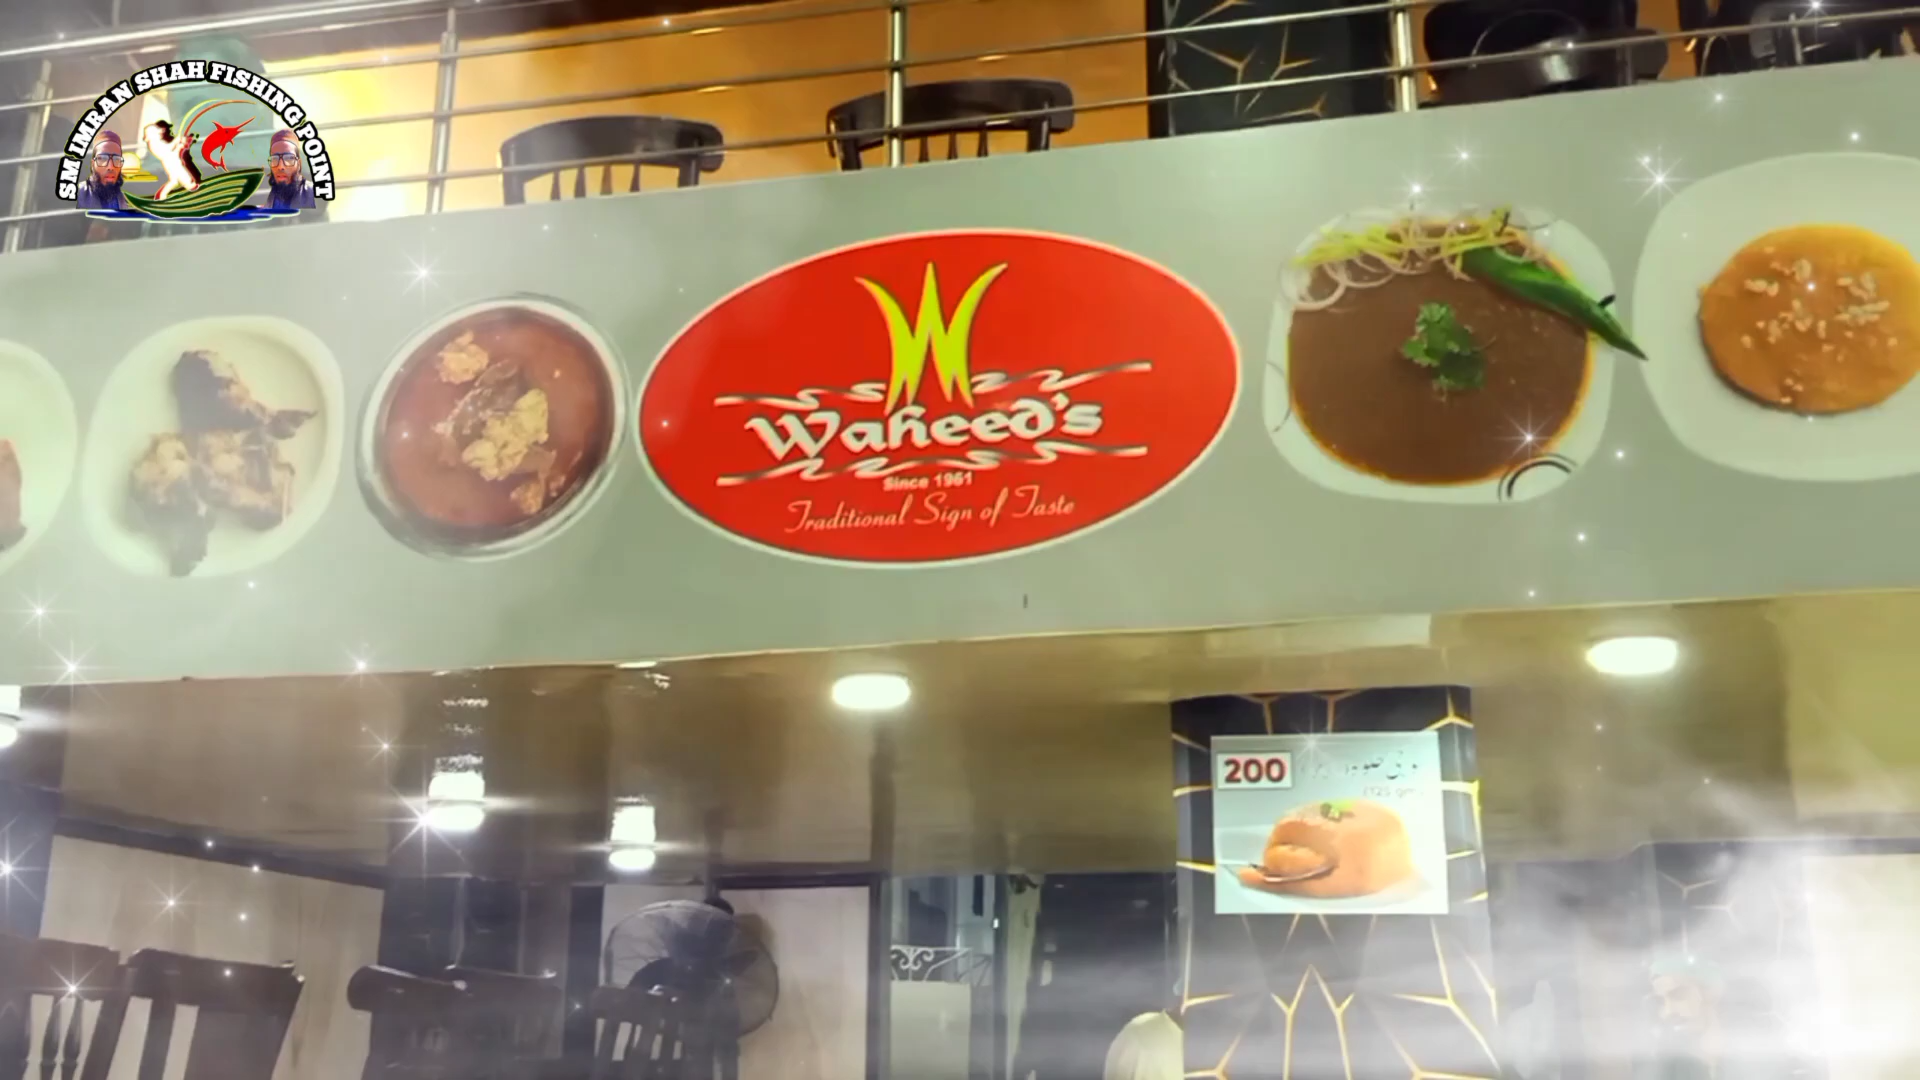 SM IMRAN SHAH FISHING POINT
Waheed's
Since 1961
Traditional Sign of Taste
200